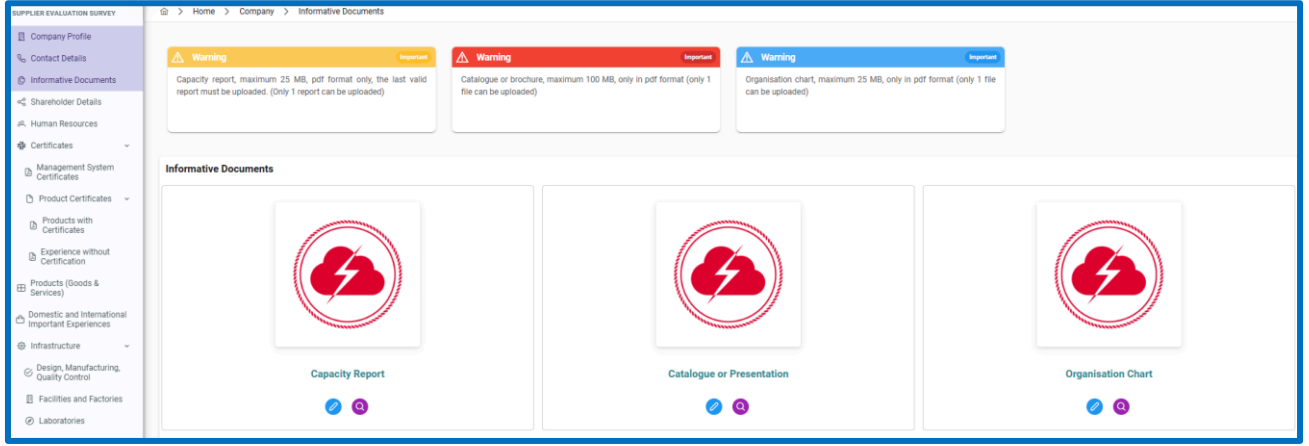 SUPPLIER EVALUATION SURVEY
Company Profile
Contact Details
Informative Documents
Shareholder Details
Human Resources
Certificates
Management System
Certificates
Product Certificates
Products with
Certificates
Experience without
Certification
Products (Goods &
Services)
Domestic and International
Important Experiences
Infrastructure
Design, Manufacturing,
Quality Control
Facilities and Factories
Laboratories
> Home > Company > Informative Documents
Warning Important
Capacity report, maximum 25 MB, pdf format only, the last valid
report must be uploaded. (Only 1 report can be uploaded)
Warning Important
Catalogue or brochure, maximum 100 MB, only in pdf format (only 1
file can be uploaded)
Warning Important
Organisation chart, maximum 25 MB, only in pdf format (only 1 file
can be uploaded)
Informative Documents
Capacity Report
Catalogue or Presentation
Organisation Chart